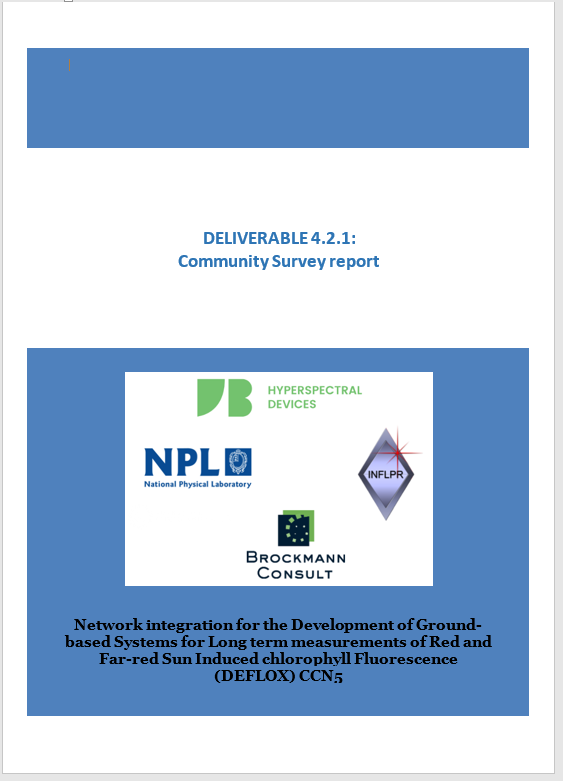 DELIVERABLE 4.2.1:
Community Survey report
HYPERSPECTRAL
DEVICES
NPL
National Physical Laboratory
INFLPR
BROCKMANN
CONSULT
Network integration for the Development of Ground-
based Systems for Long term measurements of Red and
Far-red Sun Induced chlorophyll Fluorescence
(DEFLOX) CCN5